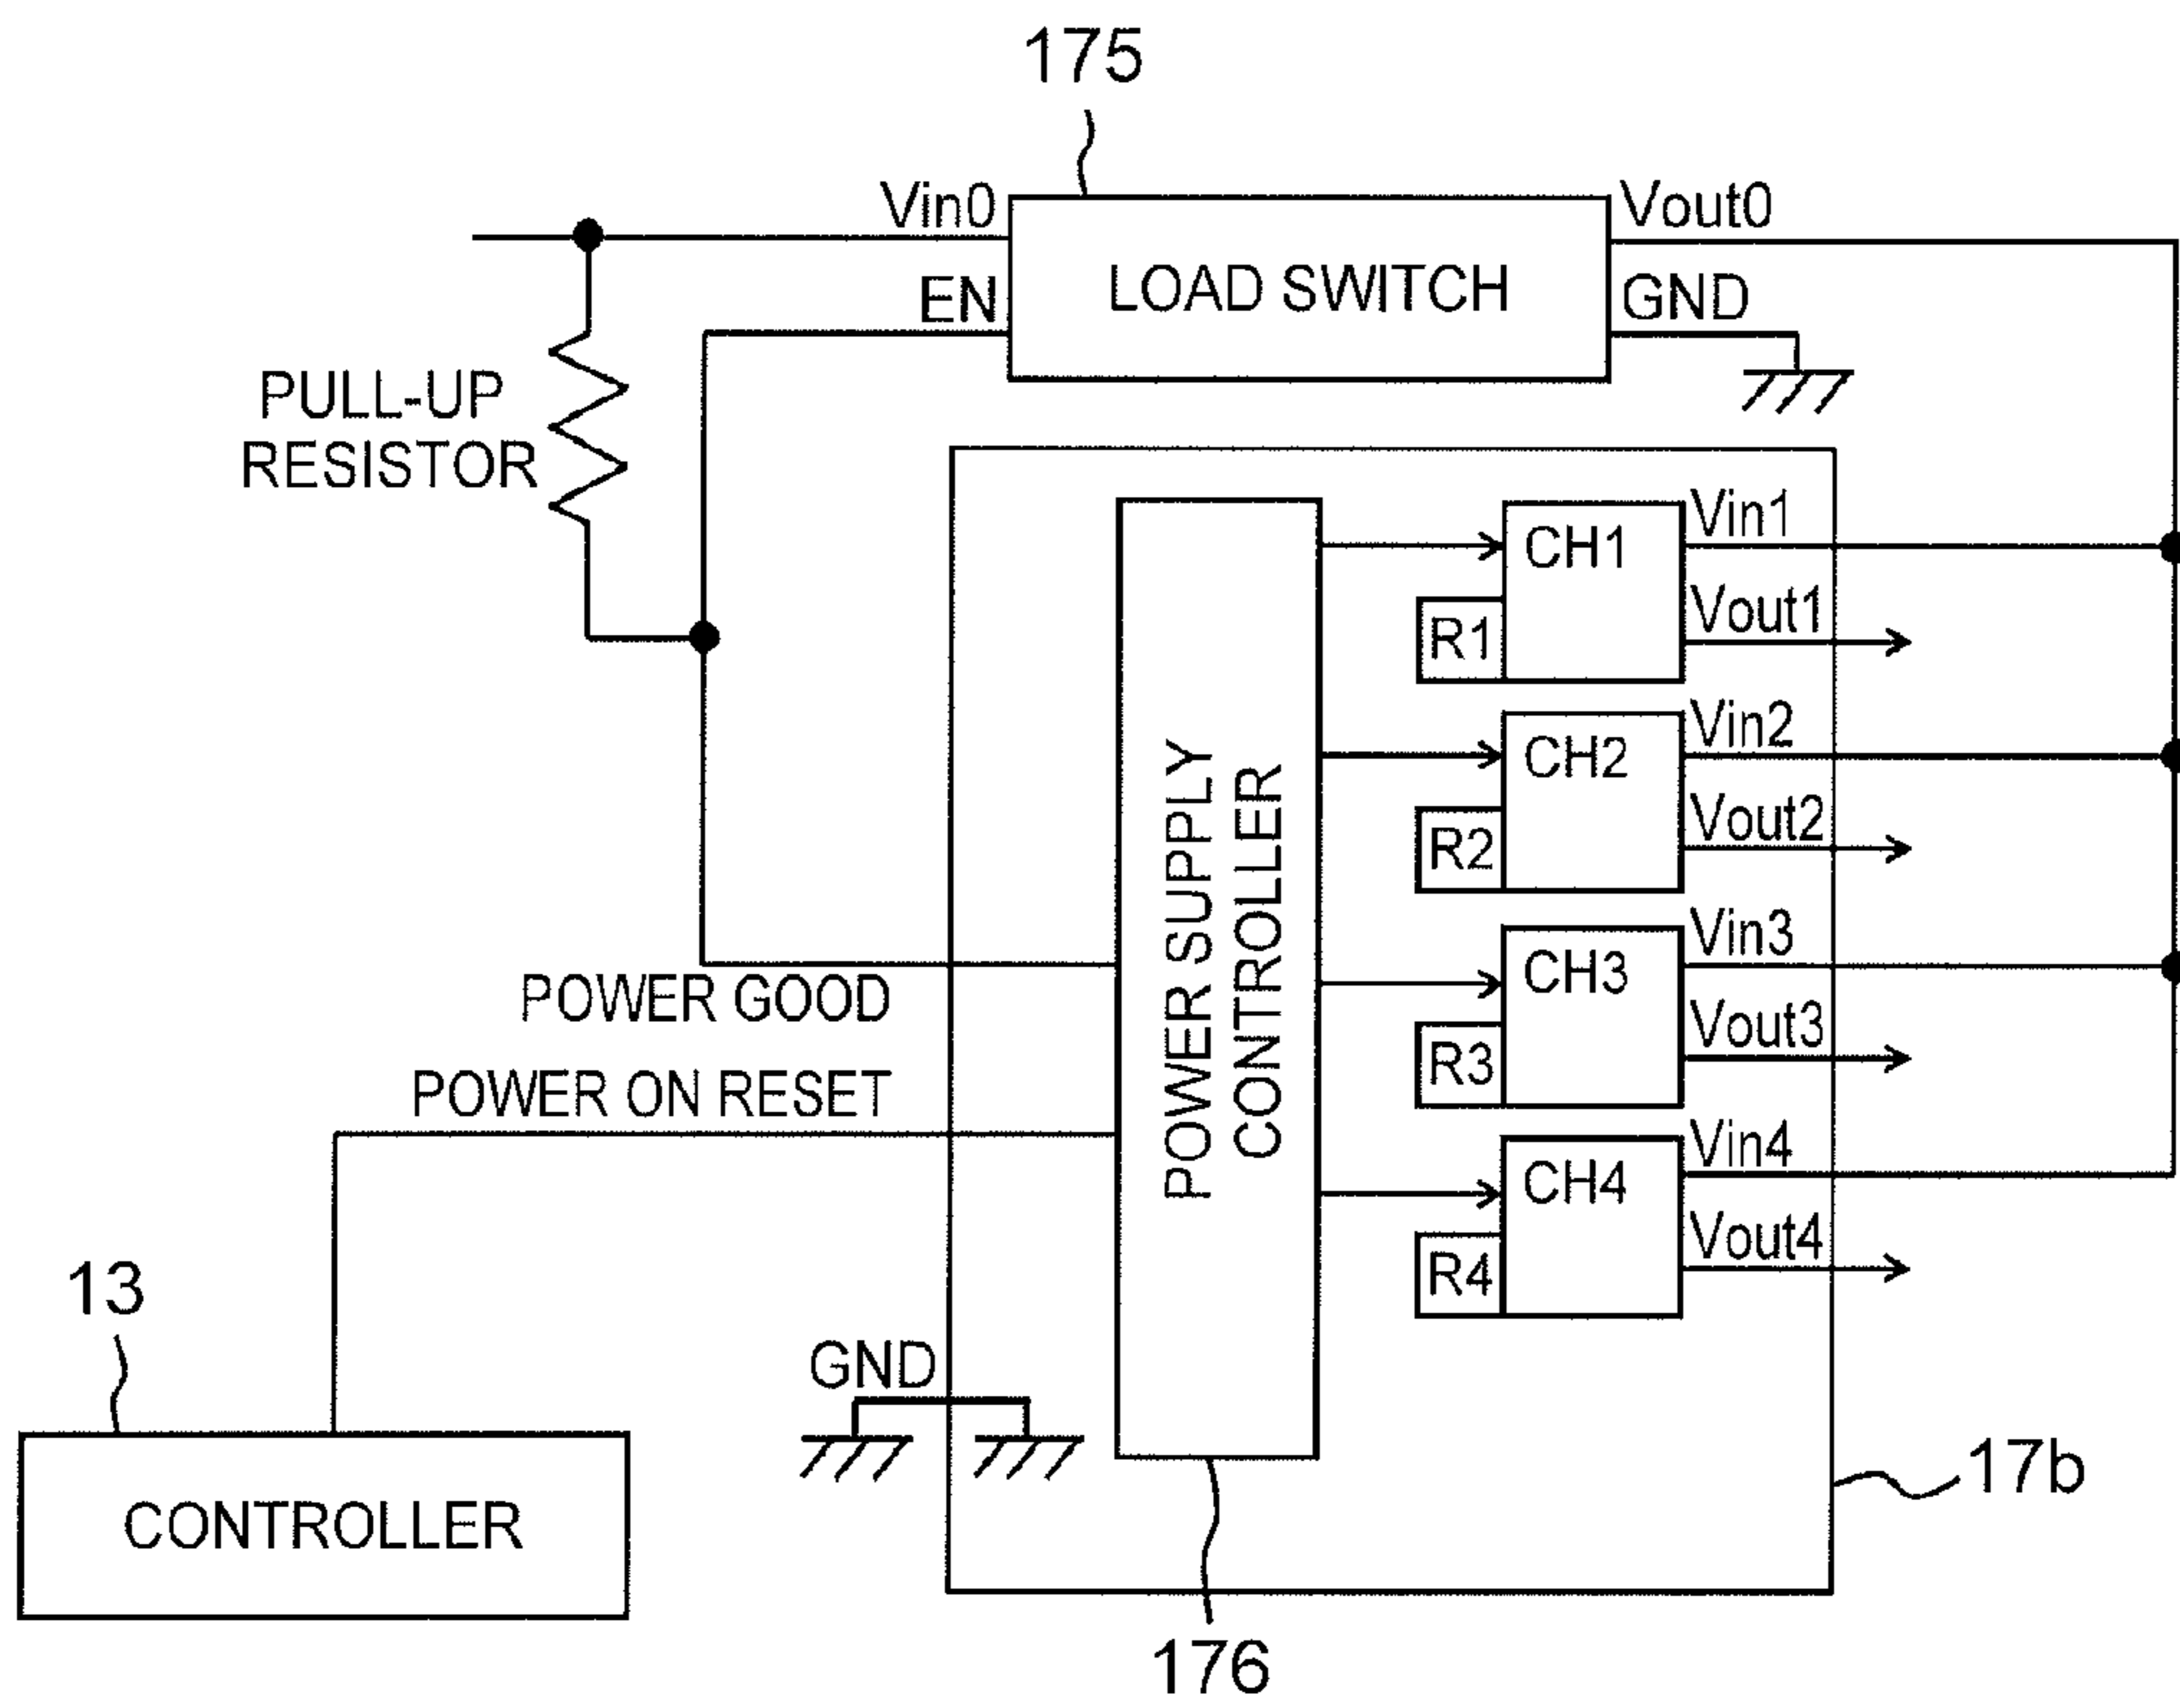 175
Vin0
Vout0
EN
LOAD SWITCH
GND
PULL-UP
RESISTOR
Vin1
CH1
Vout1
R1
Vin2
CH2
Vout2
R2
POWER SUPPLY
CONTROLLER
Vin3
CH3
Vout3
R3
POWER GOOD
POWER ON RESET
Vin4
CH4
Vout4
R4
13
GND
CONTROLLER
17b
176